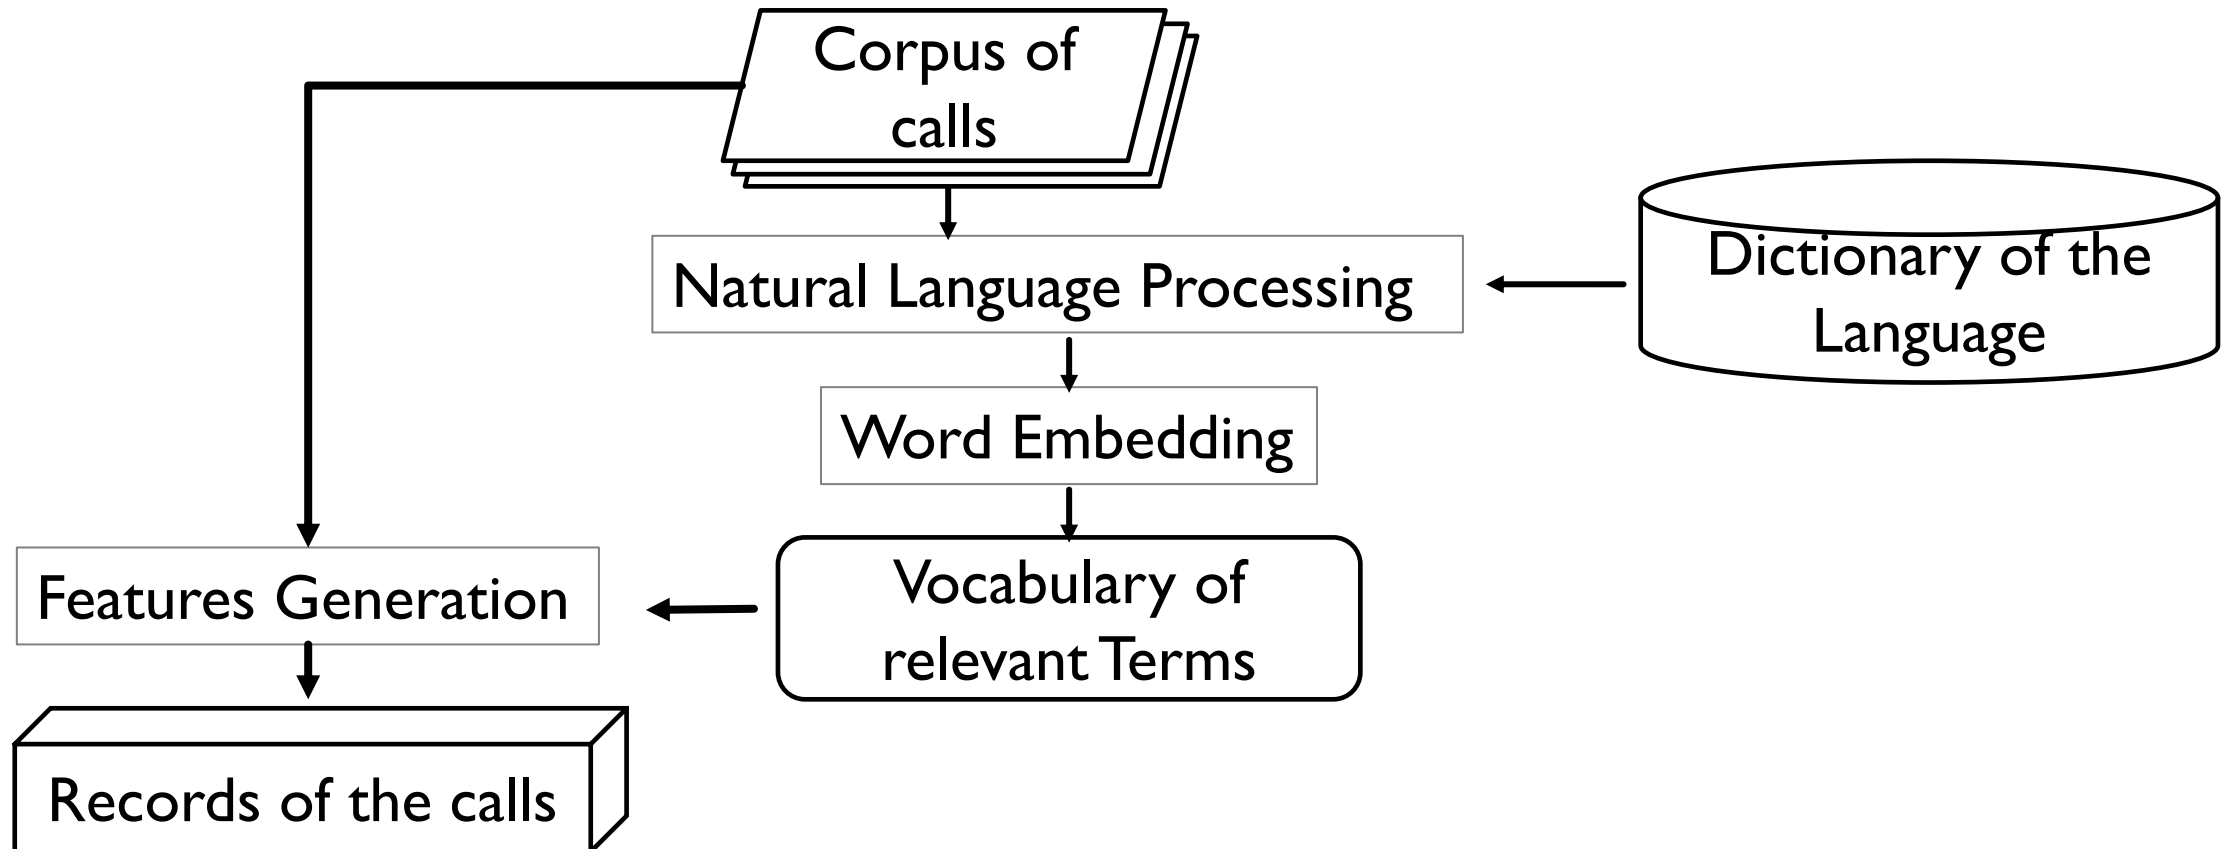 Corpus of
calls
Natural Language Processing
Dictionary of the
Language
Word Embedding
Features Generation
Vocabulary of
relevant Terms
Records of the calls